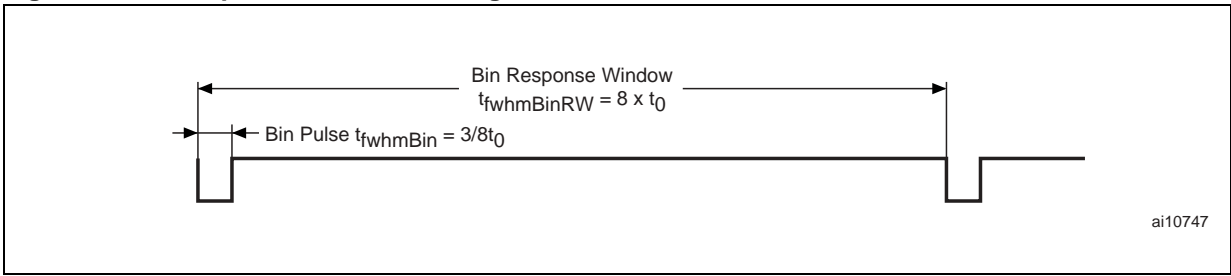 Bin Response Window
tfwhmBinRW = 8 x t0
Bin Pulse tfwhmBin = 3/8t0
ai10747